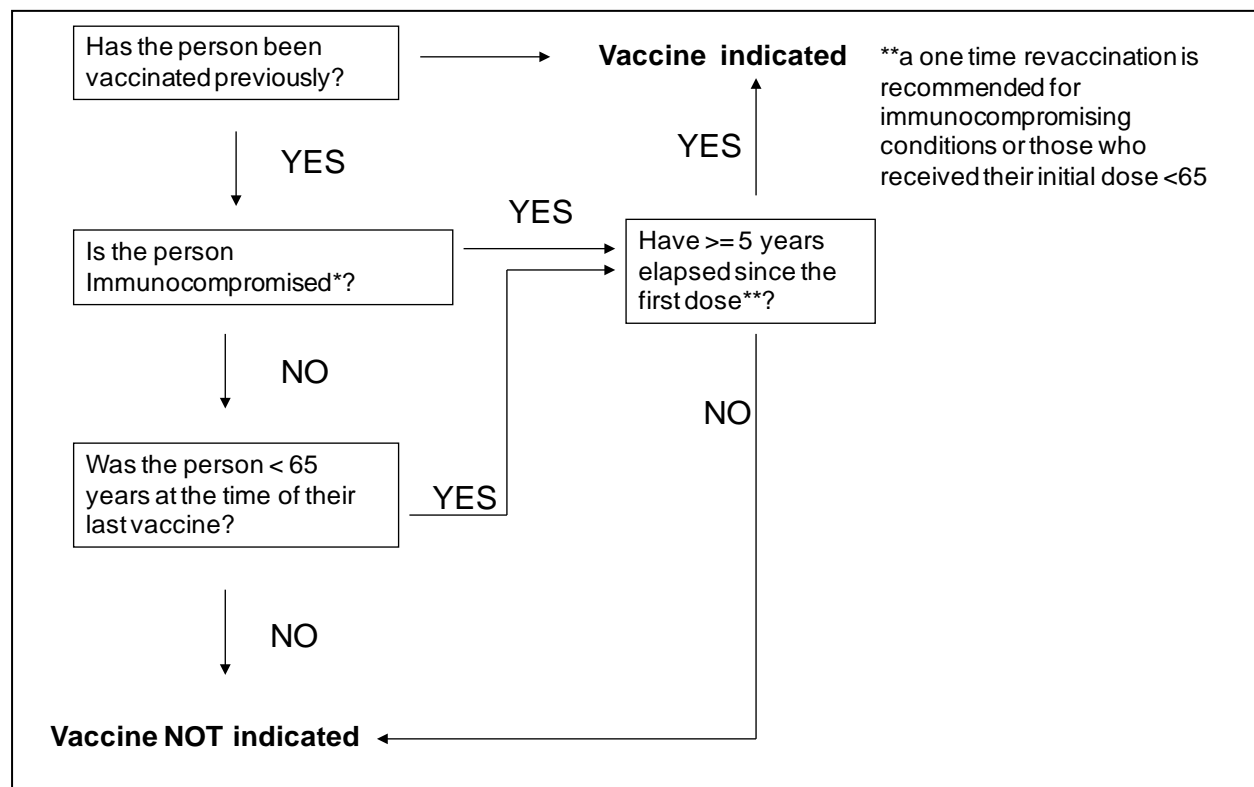 Has the person been
vaccinated previously?
Vaccine indicated
**a one time revaccination is
recommended for
immunocompromising
conditions or those who
received their initial dose <65
YES
YES
YES
Is the person
Immunocompromised*?
Have >= 5 years
elapsed since the
first dose**?
NO
NO
Was the person < 65
years at the time of their
last vaccine?
YES
NO
Vaccine NOT indicated